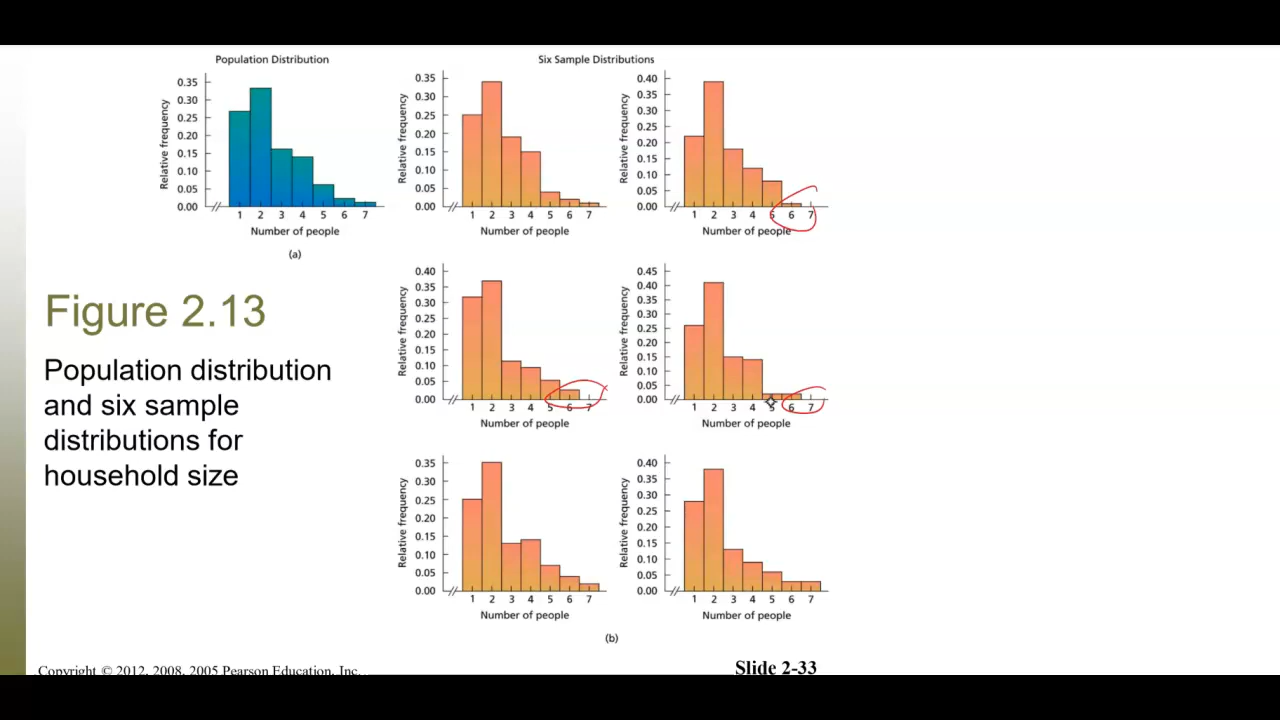 Population Distribution
0.35
0.30
0.25
0.20
0.15
0.10
0.05
0.00
Relative frequency
1 2 3 4 5 6 7
Number of people
(a)
Six Sample Distributions
0.35
0.30
0.25
0.20
0.15
0.10
0.05
0.00
Relative frequency
1 2 3 4 5 6 7
Number of people
0.40
0.35
0.30
0.25
0.20
0.15
0.10
0.05
0.00
Relative frequency
1 2 3 4 5 6 7
Number of people
Figure 2.13
Population distribution
and six sample
distributions for
household size
0.40
0.35
0.30
0.20
0.15
0.10
0.05
0.00
Relative frequency
1 2 3 4 5 6 7
Number of people
0.45
0.40
0.35
0.30
0.25
0.20
0.15
0.10
0.05
0.00
Relative frequency
1 2 3 4 5 6 7
Number of people
0.35
0.30
0.25
0.20
0.15
0.10
0.05
0.00
Relative frequency
1 2 3 4 5 6 7
Number of people
0.40
0.35
0.30
0.25
0.20
0.15
0.10
0.05
0.00
Relative frequency
1 2 3 4 5 6 7
Number of people
(b)
Copyright © 2012, 2008, 2005 Pearson Education, Inc.
Slide 2-33